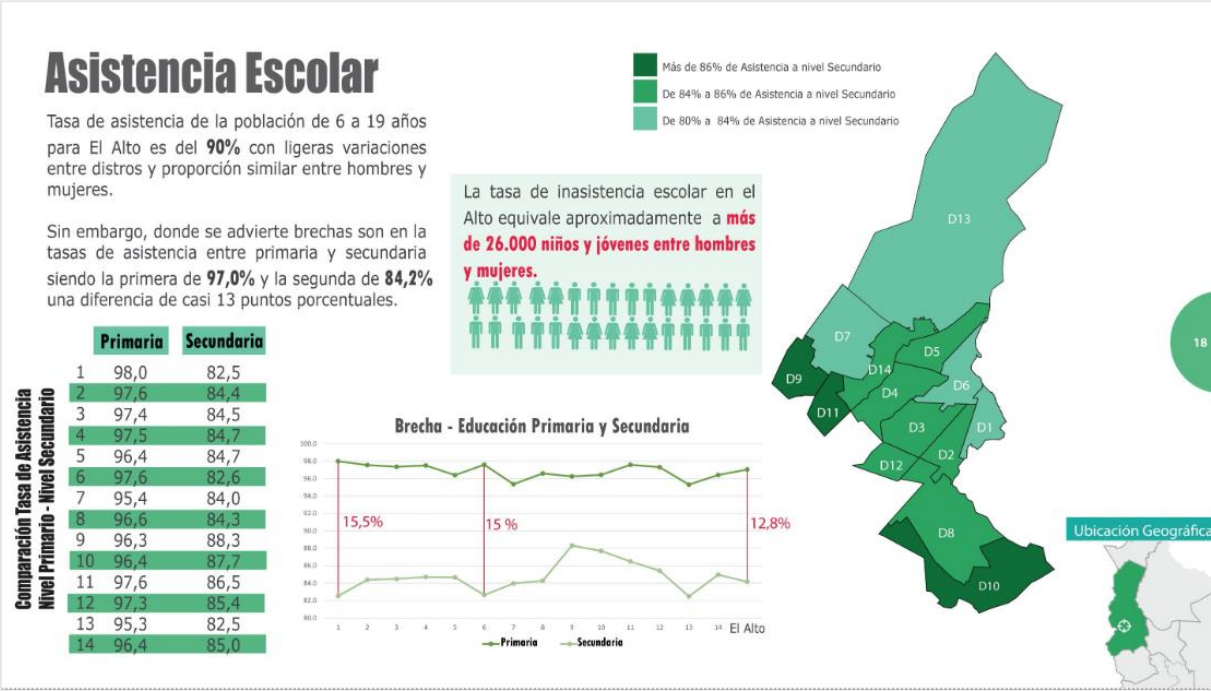 Asistencia Escolar
Tasa de asistencia de la población de 6 a 19 años
para El Alto es del 90% con ligeras variaciones
entre distros y proporción similar entre hombres y
mujeres.
Sin embargo, donde se advierte brechas son en la
tasas de asistencia entre primaria y secundaria
siendo la primera de 97,0% y la segunda de 84,2%
una diferencia de casi 13 puntos porcentuales.
La tasa de inasistencia escolar en el
Alto equivale aproximadamente a más
de 26.000 niños y jóvenes entre hombres
y mujeres.
Más de 86% de Asistencia a nivel Secundario
De 84% a 86% de Asistencia a nivel Secundario
De 80% a 84% de Asistencia a nivel Secundario
Comparación Tasa de Asistencia
Nivel Primario - Nivel Secundario
Primaria Secundaria
1 98,0 82,5
2 97,6 84,4
3 97,4 84,5
4 97,5 84,7
5 96,4 84,7
6 97,6 82,6
7 95,4 84,0
8 96,6 84,3
9 96,3 88,3
10 96,4 87,7
11 97,6 86,5
12 97,3 85,4
13 95,3 82,5
14 96,4 85,0
Brecha - Educación Primaria y Secundaria
100.0
98.0
96.0
94.0
92.0
90.0
88.0
86.0
84.0
82.0
80.0
15,5%
15 %
12,8%
1 2 3 4 5 6 7 8 9 10 11 12 13 14 El Alto
Primaria Secundaria
D13
D7
D5
D14
D9
D6
D4
D11
D3
D1
D2
D12
D8
D10
18
Ubicación Geográfica